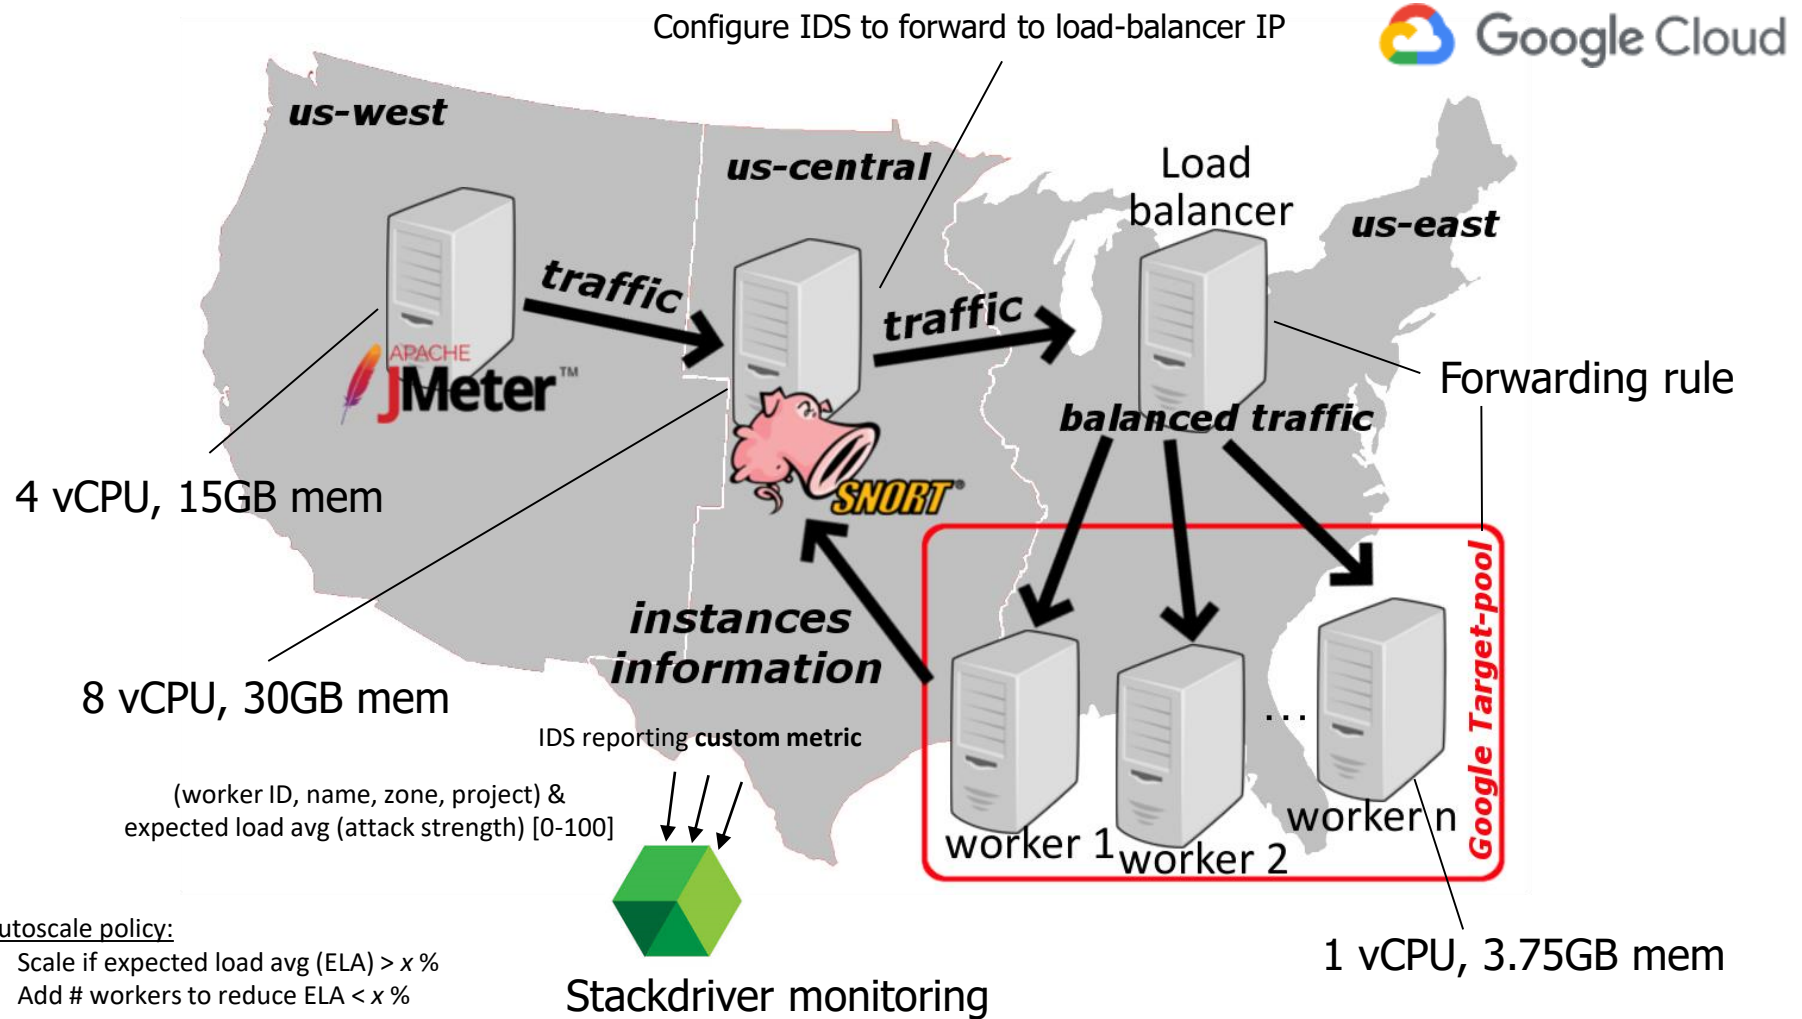 Configure IDS to forward to load-balancer IP
Google Cloud
us-west
us-central
Load
balancer
us-east
traffic
traffic
APACHE
JMeter™
Forwarding rule
balanced traffic
4 vCPU, 15GB mem
SNORT®
Google Target-pool
instances
information
8 vCPU, 30GB mem
...
IDS reporting custom metric
(worker ID, name, zone, project) &
expected load avg (attack strength) [0-100]
worker 1
worker 2
worker n
utoscale policy:
Scale if expected load avg (ELA) > x %
Add # workers to reduce ELA < x %
Stackdriver monitoring
1 vCPU, 3.75GB mem